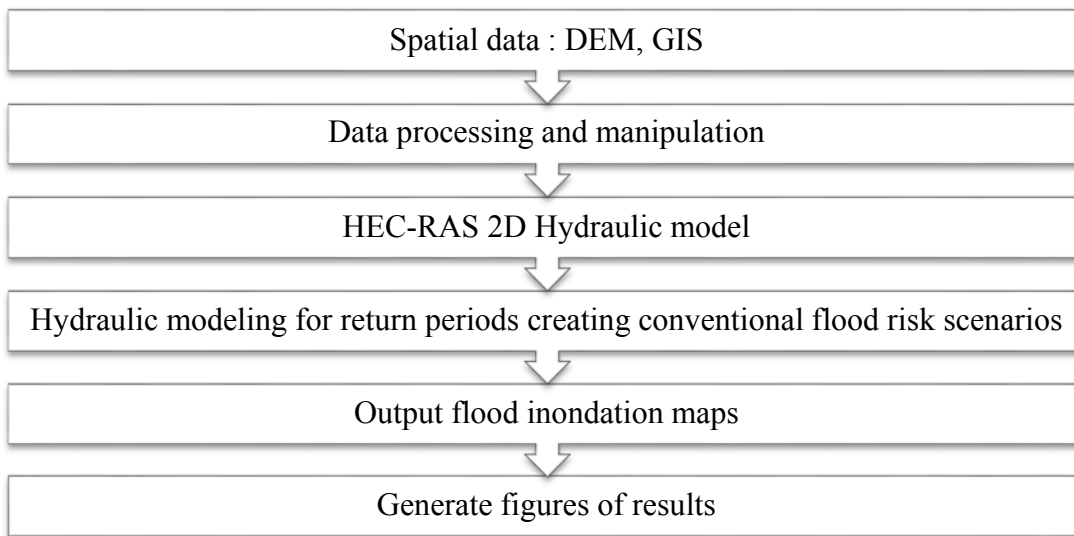 Spatial data : DEM, GIS
Data processing and manipulation
HEC-RAS 2D Hydraulic model
Hydraulic modeling for return periods creating conventional flood risk scenarios
Output flood inondation maps
Generate figures of results